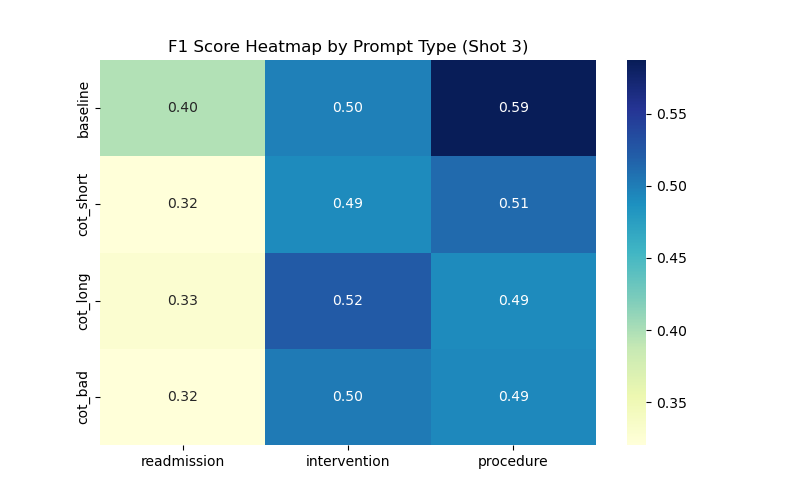 F1 Score Heatmap by Prompt Type (Shot 3)
baseline 0.40 0.50 0.59
cot_short 0.32 0.49 0.51
cot_long 0.33 0.52 0.49
cot_bad 0.32 0.50 0.49
readmission intervention procedure
0.55
0.50
0.45
0.40
0.35